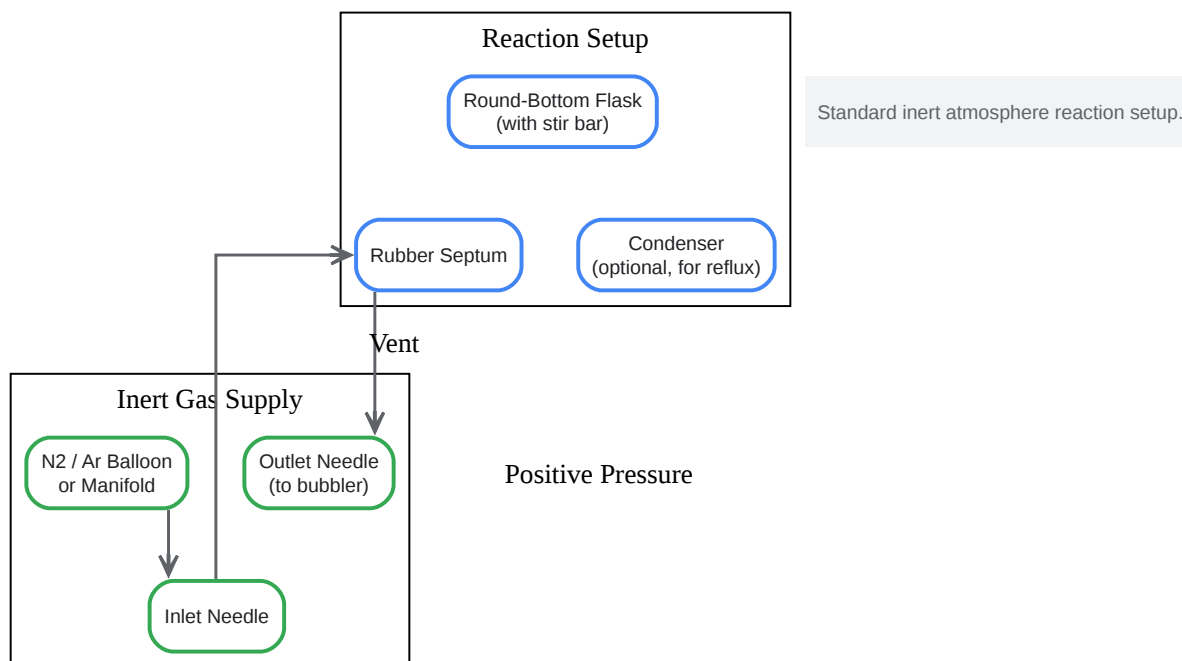 Reaction Setup
Round-Bottom Flask
(with stir bar)
Standard inert atmosphere reaction setup.
Rubber Septum
Condenser
(optional, for reflux)
Vent
Inert Gas Supply
N2 / Ar Balloon
or Manifold
Outlet Needle
(to bubbler)
Positive Pressure
Inlet Needle